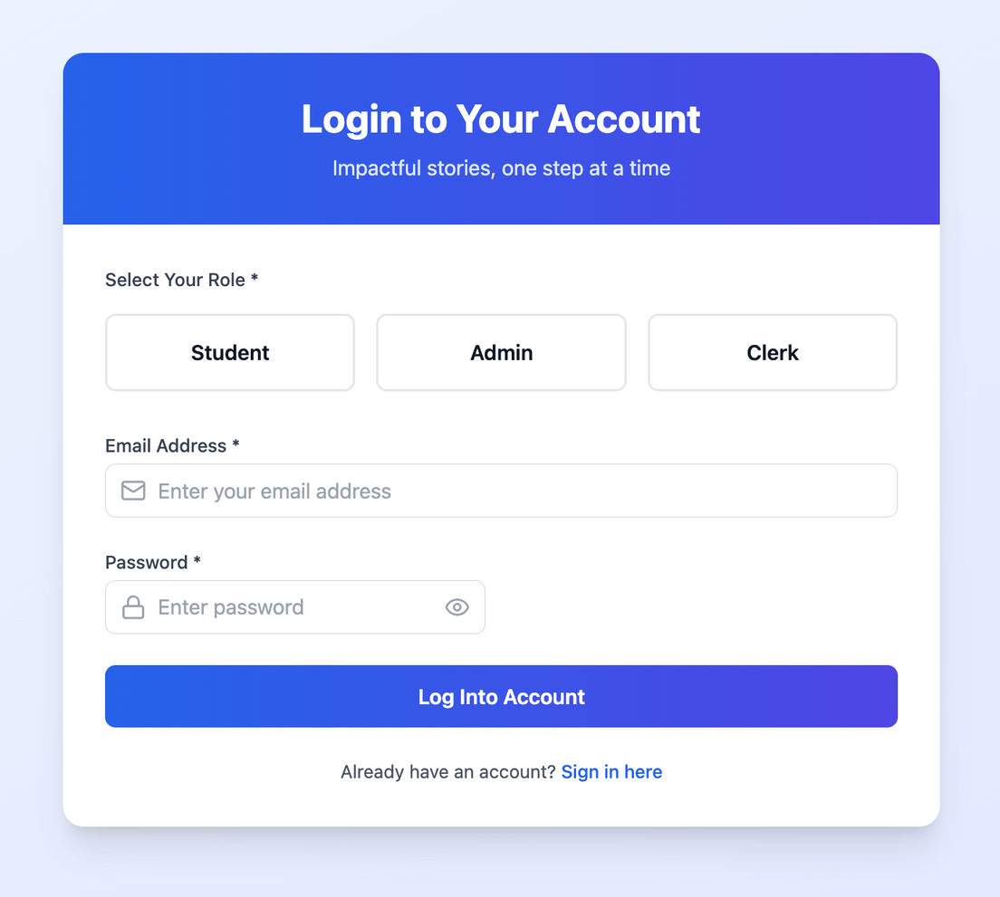 Login to Your Account
Impactful stories, one step at a time
Select Your Role *
Student
Admin
Clerk
Email Address *
Enter your email address
Password *
Enter password
Log Into Account
Already have an account? Sign in here